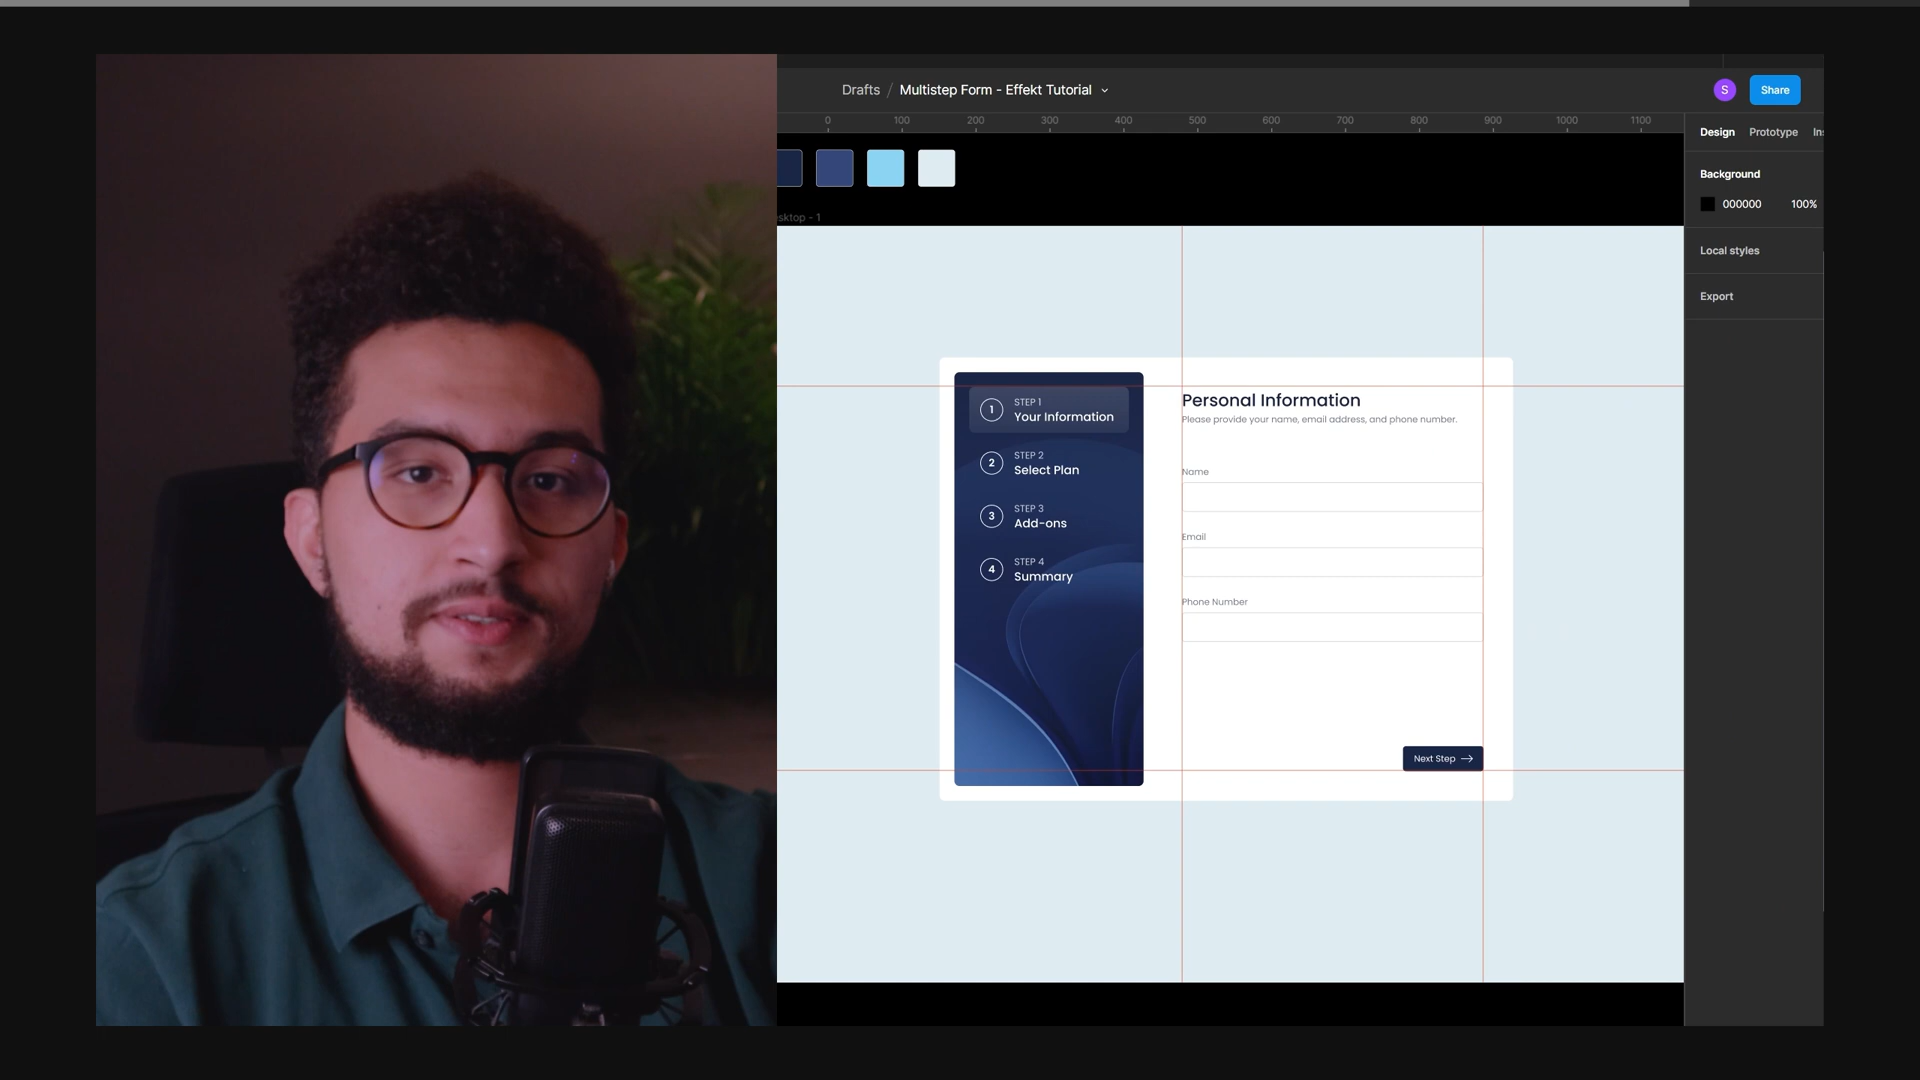 Drafts / Multistep Form - Effekt Tutorial
S
Share
0 100 200 300 400 500 600 700 800 900 1000 1100
Design Prototype
Background
000000 100%
Local styles
Export
sktop - 1
1
STEP 1
Your Information
2
STEP 2
Select Plan
3
STEP 3
Add-ons
4
STEP 4
Summary
Personal Information
Please provide your name, email address, and phone number.
Name
Email
Phone Number
Next Step